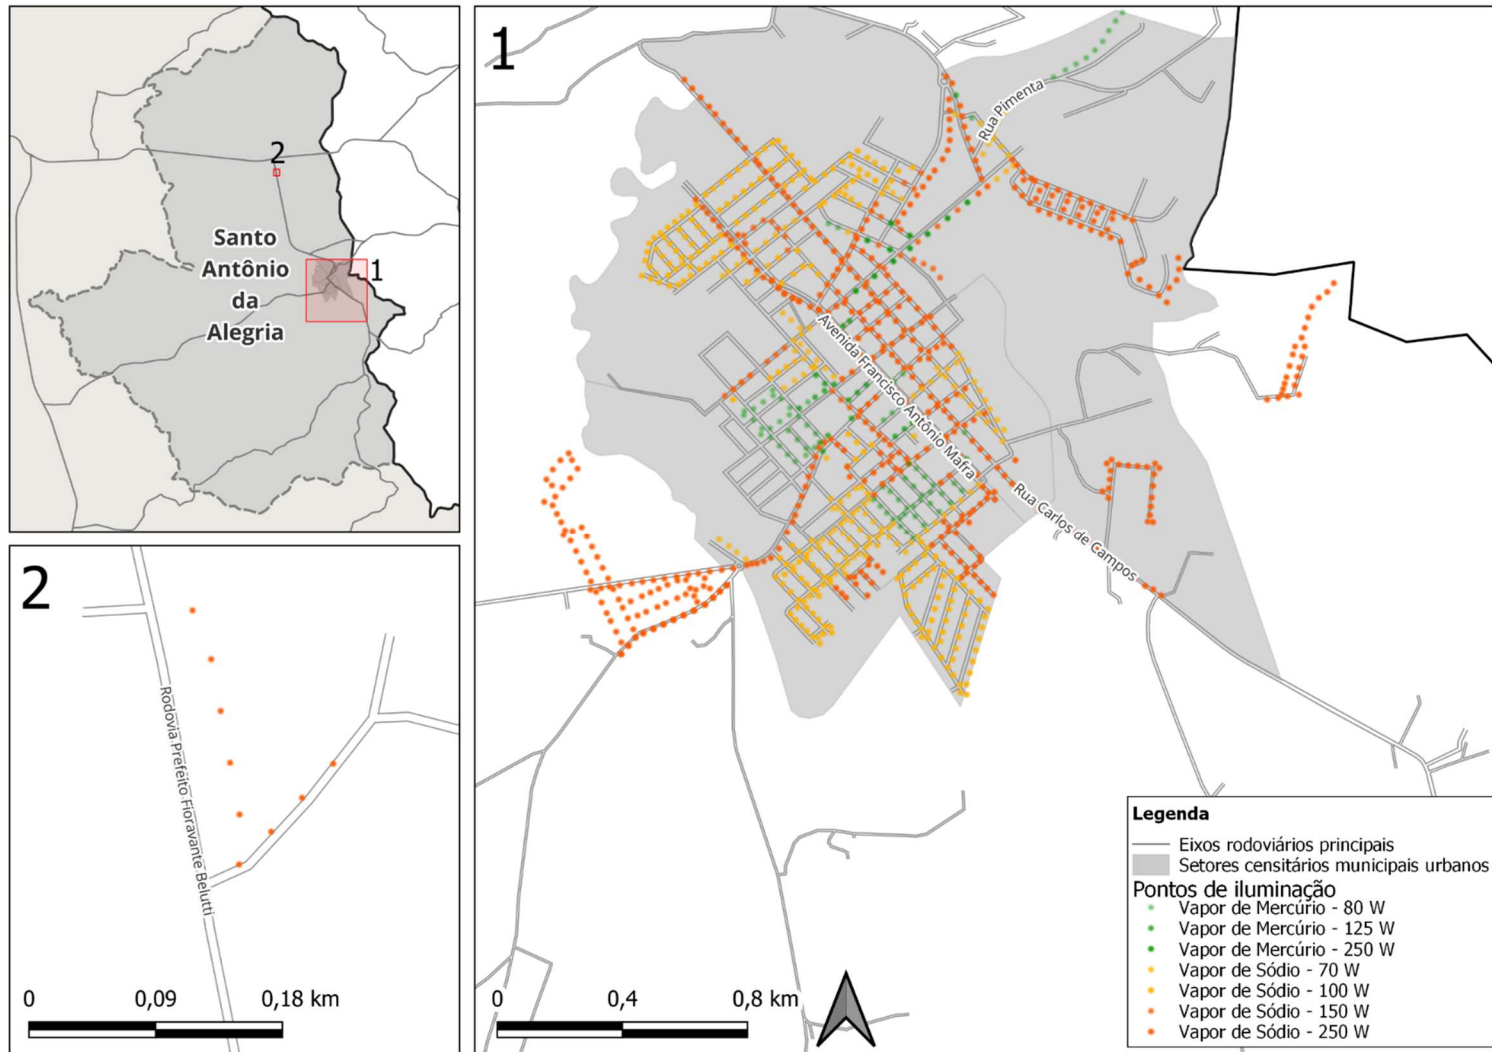 2
1
Santo
Antônio
da
Alegria
2
Rodovia Prefeito Fioravante Belutti
0
0,09
0,18 km
1
Rua Pimenta
Avenida Francisco Antônio Mafra
Rua Carlos de Campos
0
0,4
0,8 km
Legenda
Eixos rodoviários principais
Setores censitários municipais urbanos
Pontos de iluminação
Vapor de Mercúrio - 80 W
Vapor de Mercúrio - 125 W
Vapor de Mercúrio - 250 W
Vapor de Sódio - 70 W
Vapor de Sódio - 100 W
Vapor de Sódio - 150 W
Vapor de Sódio - 250 W